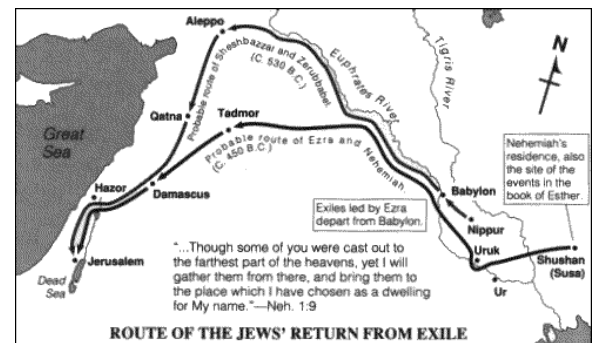 Aleppo
Probable route of Sheshbazzar and Zerubbabel.
(C. 530 B.C.)
Euphrates River
Tigris River
N
Qatna
Tadmor
Probable route of Ezra and Nehemiah.
(C. 450 B.C.)
Great
Sea
Nehemiah's
residence, also
the site of the
events in the
book of Esther.
Hazor
Damascus
Babylon
Exiles led by Ezra
depart from Babylon.
Nippur
Uruk
Shushan
(Susa)
Ur
Jerusalem
Dead
Sea
"...Though some of you were cast out to
the farthest part of the heavens, yet I will
gather them from there, and bring them to
the place which I have chosen as a dwelling
for My name."—Neh. 1:9
ROUTE OF THE JEWS' RETURN FROM EXILE